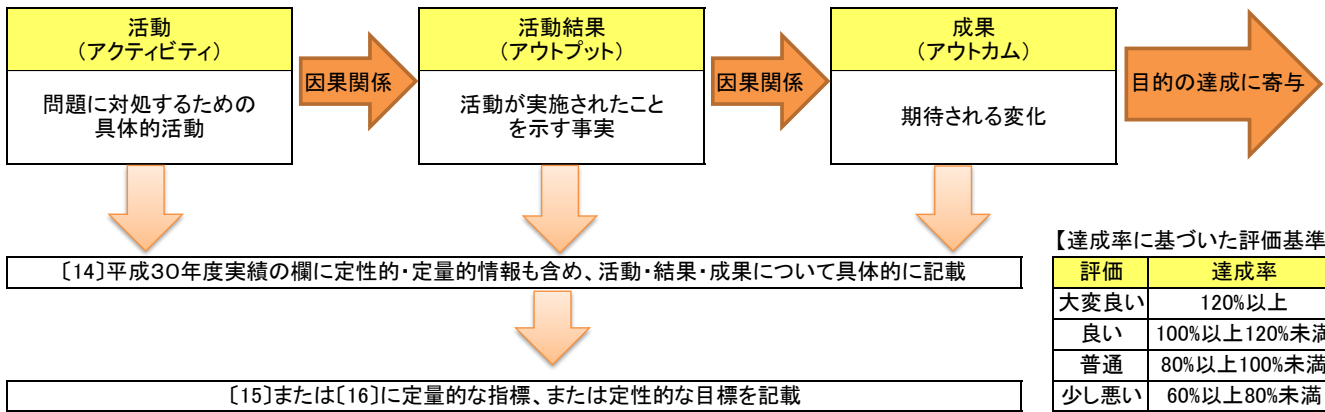 活動
(アクティビティ)
問題に対処するための
具体的活動
因果関係
活動結果
(アウトプット)
活動が実施されたこと
を示す事実
因果関係
成果
(アウトカム)
期待される変化
目的の達成に寄与
〔14〕平成30年度実績の欄に定性的・定量的情報も含め、活動・結果・成果について具体的に記載
〔15〕または〔16〕に定量的な指標、または定性的な目標を記載
【達成率に基づいた評価基準
評価 達成率
大変良い 120%以上
良い 100%以上120%未満
普通 80%以上100%未満
少し悪い 60%以上80%未満